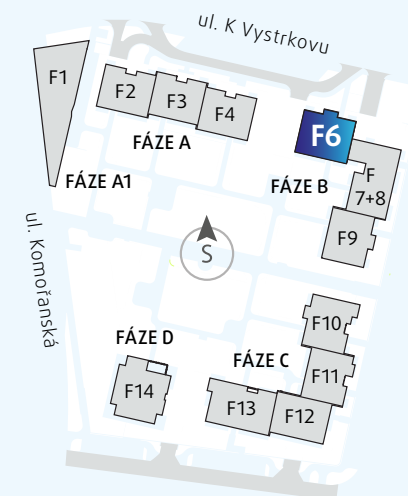 ul. K Vystrkovu
F1
F2
F3
F4
F6
FÁZE A
F
7+8
FÁZE A1
FÁZE B
F9
ul. Komořanská
S
F10
FÁZE D
FÁZE C
F11
F14
F13
F12